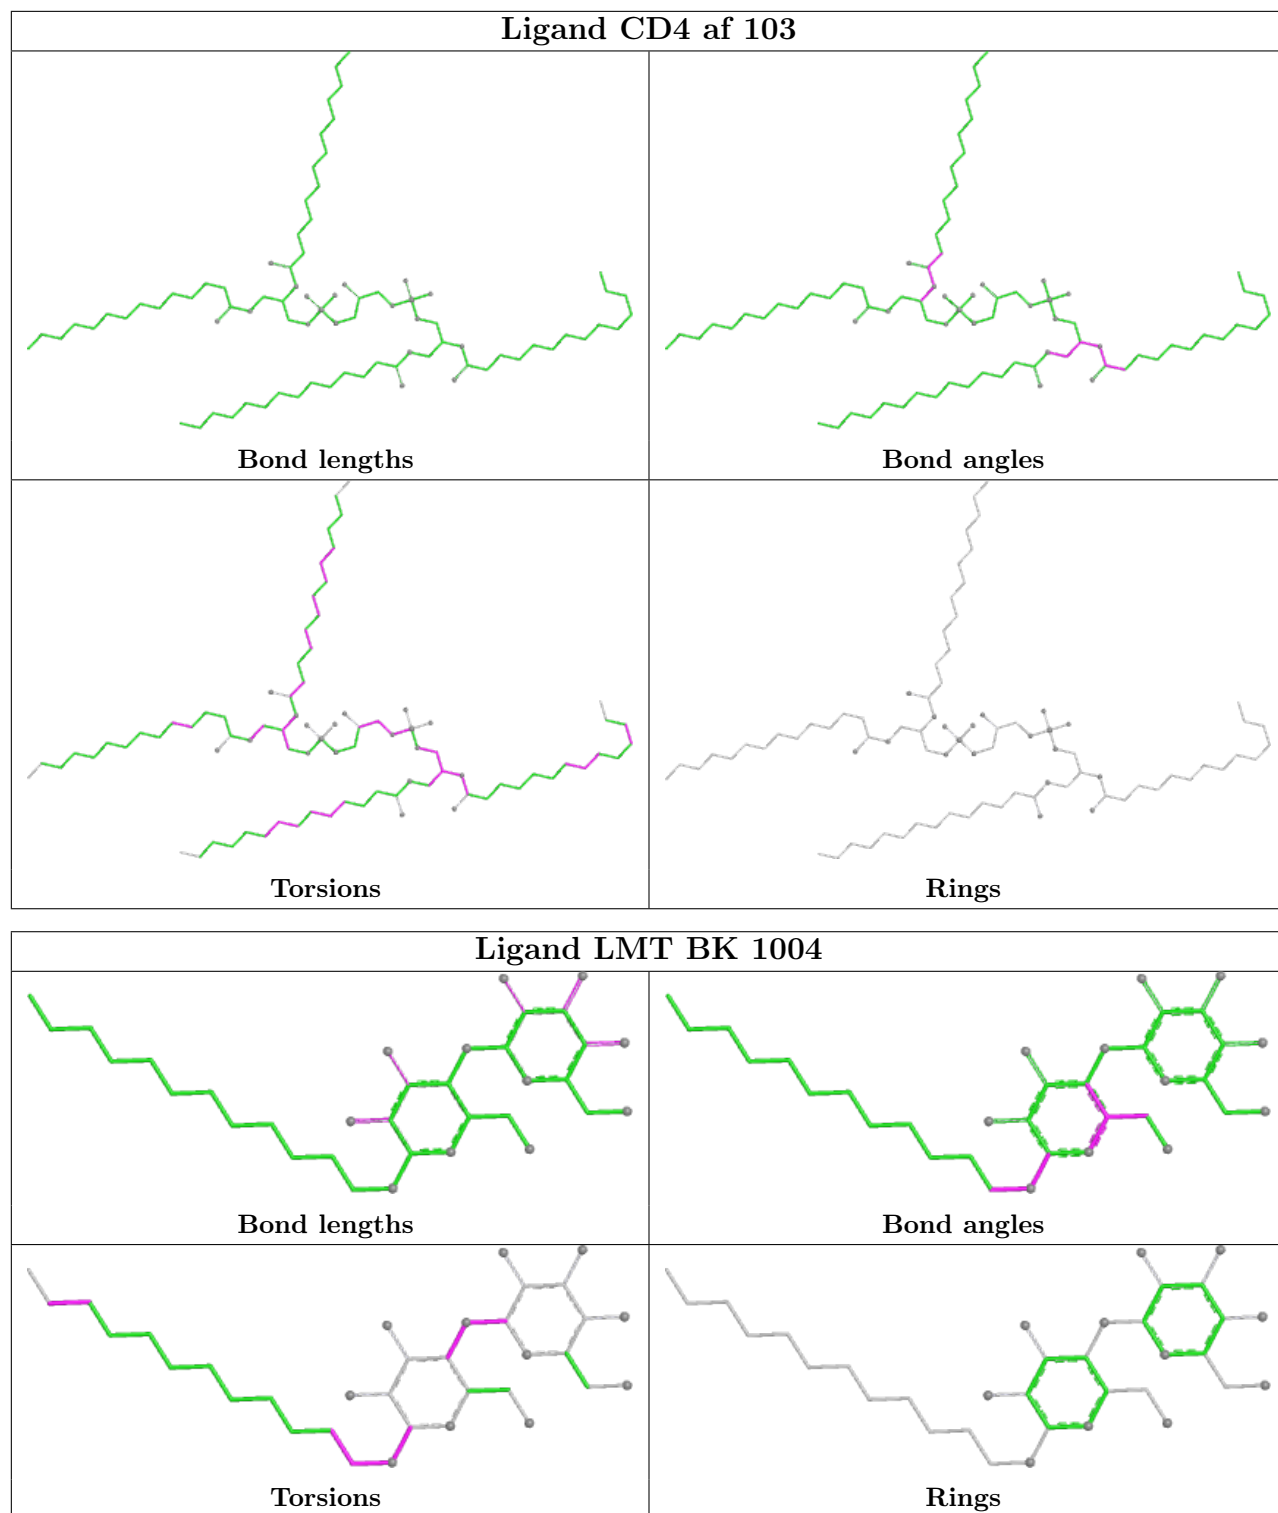 Ligand CD4 af 103
Bond lengths
Bond angles
Torsions
Rings
Ligand LMT BK 1004
Bond lengths
Bond angles
Torsions
Rings